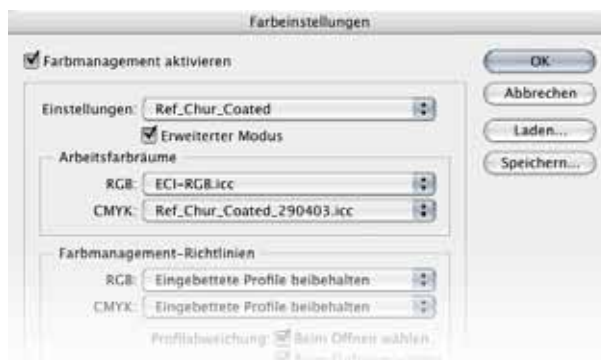 Farbeinstellungen
Farbmanagement aktivieren
OK
Abbrechen
Laden...
Speichern...
Einstellungen: Ref_Chur_Coated
Erweiterter Modus
Arbeitsfarbräume
RGB: ECI-RGB.icc
CMYK: Ref_Chur_Coated_290403.icc
Farbmanagement-Richtlinien
RGB: Eingebettete Profile beibehalten
CMYK: Eingebettete Profile beibehalten
Profilabweichung: Beim Öffnen wählen